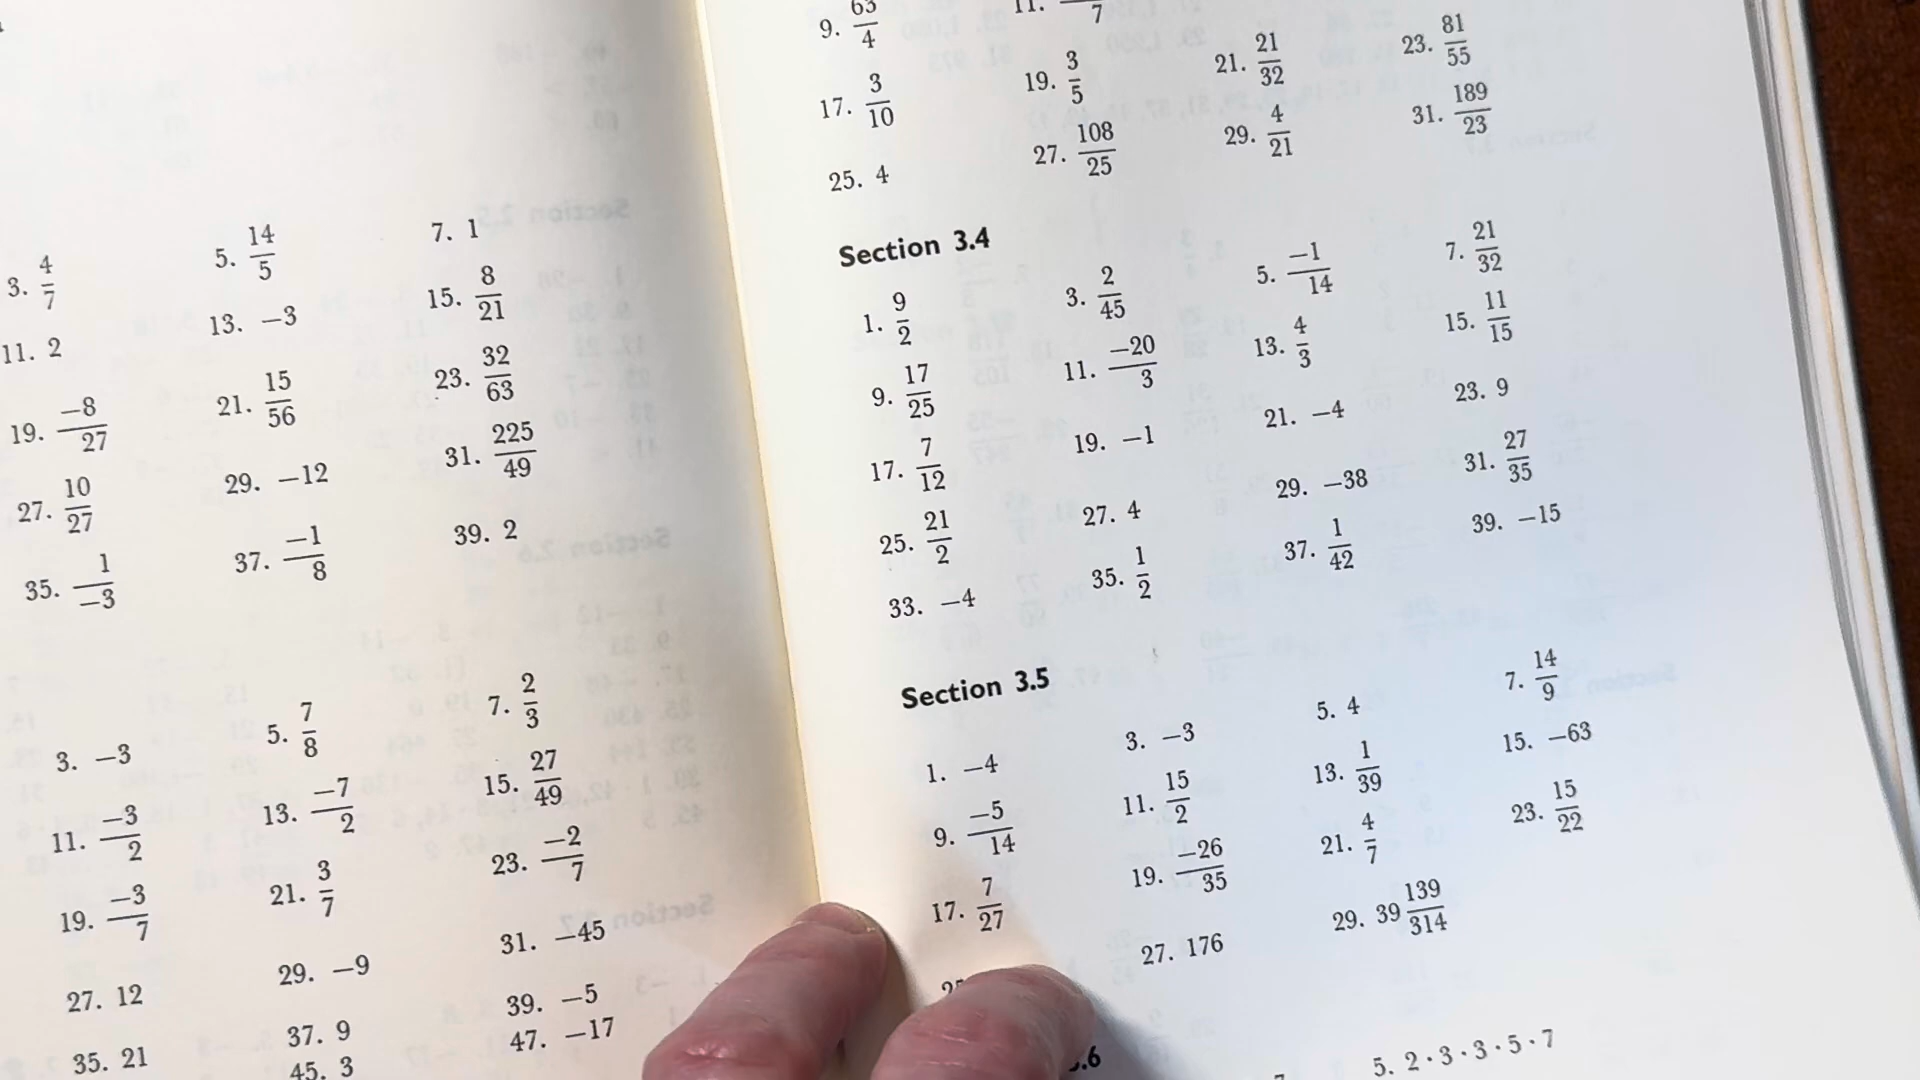 3. 4/7 5. 14/5 7. 1
11. 2 13. −3 15. 8/21
19. −8/27 21. 15/56 23. 32/63
27. 10/27 29. −12 31. 225/49
35. 1/−3 37. −1/8 39. 2
3. −3 5. 7/8 7. 2/3
11. −3/2 13. −7/2 15. 27/49
19. −3/7 21. 3/7 23. −2/7
27. 12 29. −9 31. −45
35. 21 37. 9 39. −5
45. 3 47. −17
9. 63/4 11.
17. 3/10 19. 3/5 21. 21/32 23. 81/55
25. 4 27. 108/25 29. 4/21 31. 189/23
Section 3.4
1. 9/2 3. 2/45 5. −1/14 7. 21/32
9. 17/25 11. −20/3 13. 4/3 15. 11/15
17. 7/12 19. −1 21. −4 23. 9
25. 21/2 27. 4 29. −38 31. 27/35
33. −4 35. 1/2 37. 1/42 39. −15
Section 3.5
1. −4 3. −3 5. 4 7. 14/9
9. −5/14 11. 15/2 13. 1/39 15. −63
17. 7/27 19. −26/35 21. 4/7 23. 15/22
27. 176 29. 39 139/314
.6
5. 2 · 3 · 3 · 5 · 7